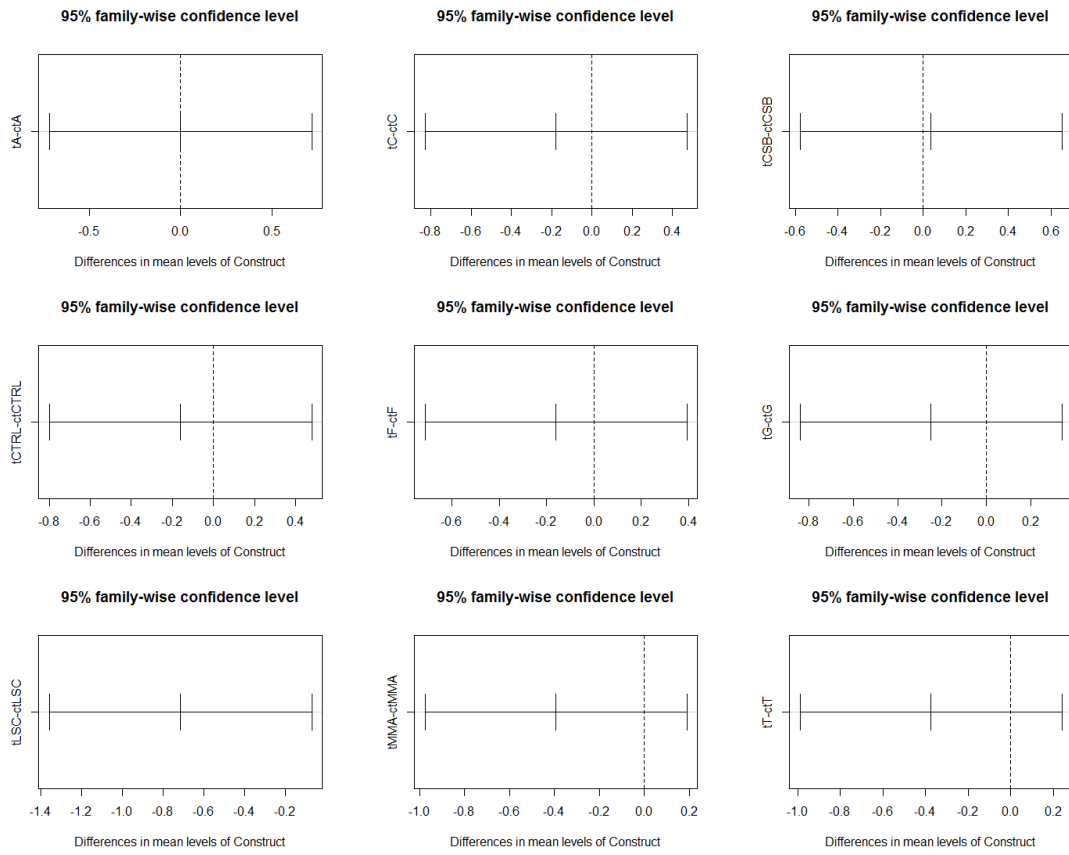 95% family-wise confidence level
tA-ctA
-0.5 0.0 0.5
Differences in mean levels of Construct
95% family-wise confidence level
tC-ctC
-0.8 -0.6 -0.4 -0.2 0.0 0.2 0.4
Differences in mean levels of Construct
95% family-wise confidence level
tCSB-ctCSB
-0.6 -0.4 -0.2 0.0 0.2 0.4 0.6
Differences in mean levels of Construct
95% family-wise confidence level
tCTRL-ctCTRL
-0.8 -0.6 -0.4 -0.2 0.0 0.2 0.4
Differences in mean levels of Construct
95% family-wise confidence level
tF-ctF
-0.6 -0.4 -0.2 0.0 0.2 0.4
Differences in mean levels of Construct
95% family-wise confidence level
tG-ctG
-0.8 -0.6 -0.4 -0.2 0.0 0.2
Differences in mean levels of Construct
95% family-wise confidence level
tLSC-ctLSC
-1.4 -1.2 -1.0 -0.8 -0.6 -0.4 -0.2
Differences in mean levels of Construct
95% family-wise confidence level
tMMA-ctMMA
-1.0 -0.8 -0.6 -0.4 -0.2 0.0 0.2
Differences in mean levels of Construct
95% family-wise confidence level
tT-ctT
-1.0 -0.8 -0.6 -0.4 -0.2 0.0 0.2
Differences in mean levels of Construct